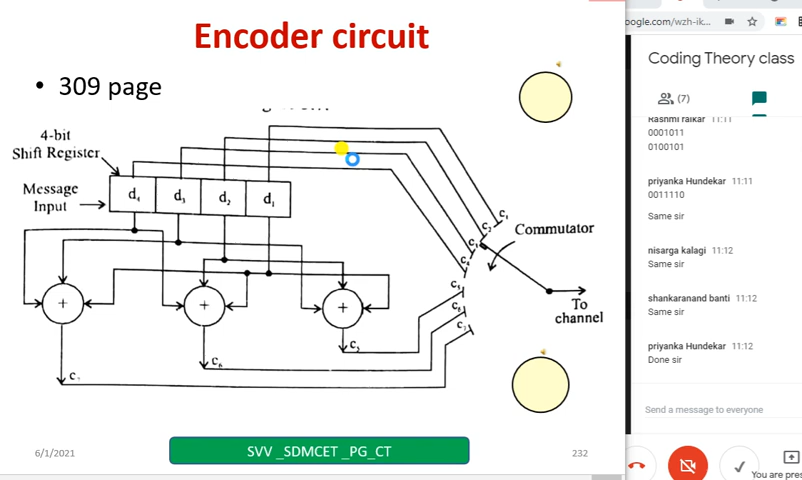 Encoder circuit
• 309 page
4-bit
Shift Register
Message
Input
d₄ d₃ d₂ d₁
C₁
C₂
C₃
C₄
C₅
C₆
C₇
Commutator
To
channel
+ + +
C₅
C₆
C
6/1/2021
SVV _SDMCET _PG_CT
232
oogle.com/wzh-ik...
Coding Theory class
(7)
Rashmi raikar 11:11
0001011
0100101
priyanka Hundekar 11:11
0011110
Same sir
nisarga kalagi 11:12
Same sir
shankaranand banti 11:12
Same sir
priyanka Hundekar 11:12
Done sir
Send a message to everyone
You are pres